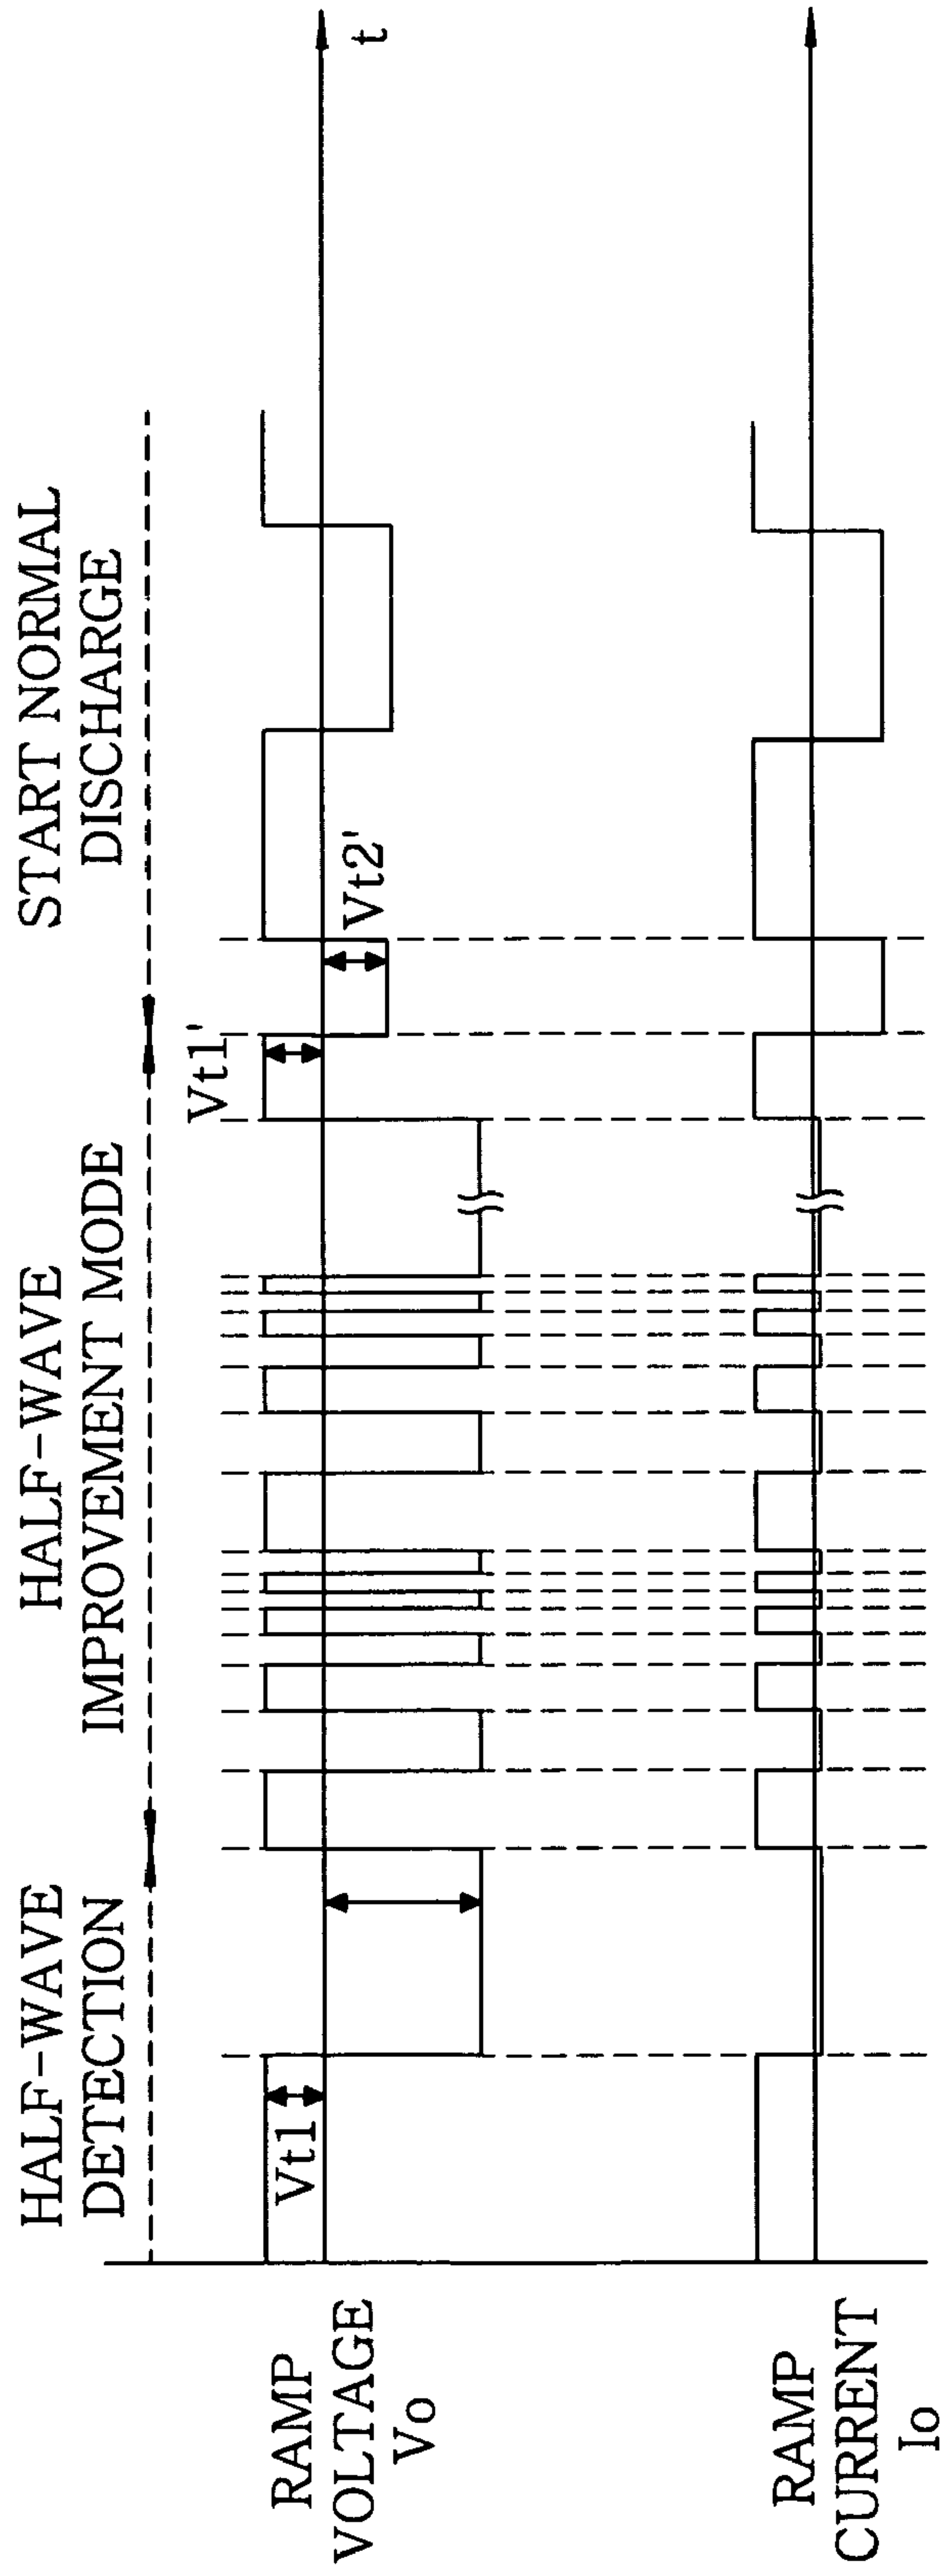 HALF-WAVE
DETECTION
HALF-WAVE
IMPROVEMENT MODE
START NORMAL
DISCHARGE
RAMP
VOLTAGE
Vo
Vt1
Vt1'
Vt2'
t
RAMP
CURRENT
Io